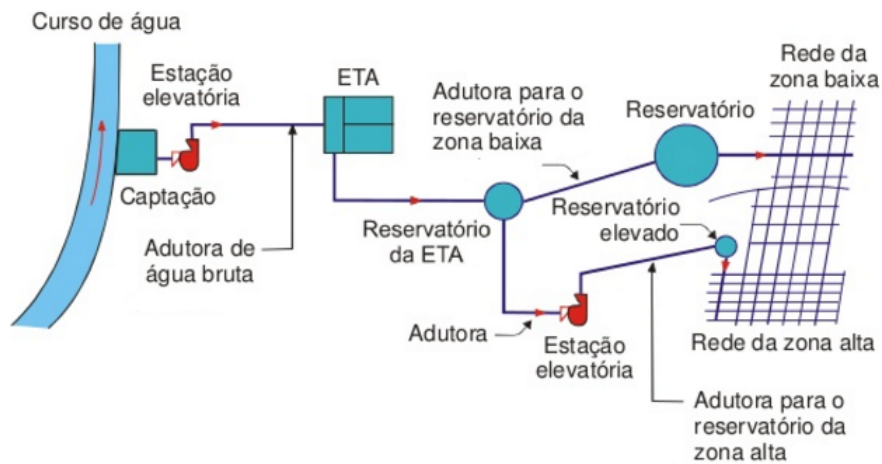 Curso de água
Estação
elevatória
ETA
Adutora para o
reservatório da
zona baixa
Reservatório
Rede da
zona baixa
Captação
Adutora de
água bruta
Reservatório
da ETA
Reservatório
elevado
Adutora
Estação
elevatória
Rede da zona alta
Adutora para o
reservatório da
zona alta